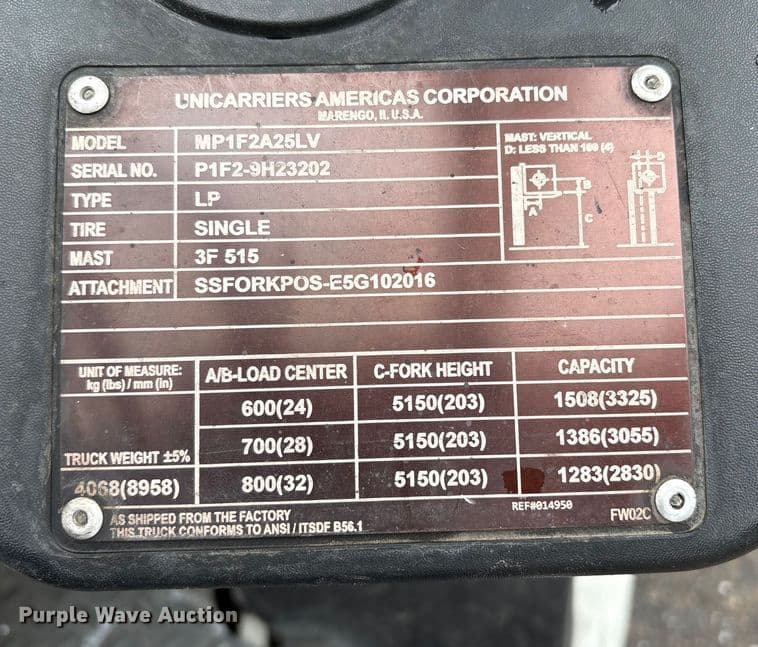 UNICARRIERS AMERICAS CORPORATION
MARENGO, IL U.S.A.
MODEL MP1F2A25LV
SERIAL NO. P1F2-9H23202
TYPE LP
TIRE SINGLE
MAST 3F 515
ATTACHMENT SSFORKPOS-E5G102016
MAST: VERTICAL
D: LESS THAN 100 (4)
D
B
A
C
UNIT OF MEASURE:
kg (lbs) / mm (in)
A/B-LOAD CENTER C-FORK HEIGHT CAPACITY
600(24) 5150(203) 1508(3325)
700(28) 5150(203) 1386(3055)
TRUCK WEIGHT ±5%
4068(8958) 800(32) 5150(203) 1283(2830)
AS SHIPPED FROM THE FACTORY
THIS TRUCK CONFORMS TO ANSI / ITSDF B56.1
REF#014950
FW02C
Purple Wave Auction